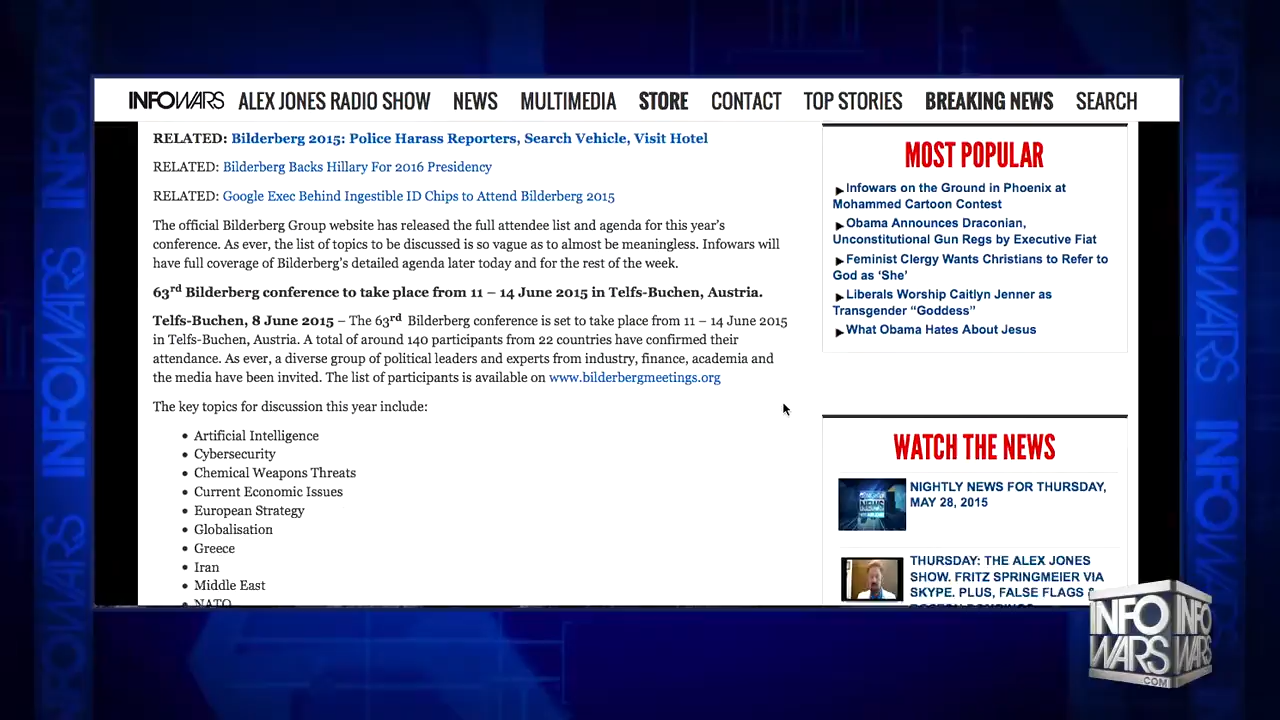 INFOWARS ALEX JONES RADIO SHOW NEWS MULTIMEDIA STORE CONTACT TOP STORIES BREAKING NEWS SEARCH
RELATED: Bilderberg 2015: Police Harass Reporters, Search Vehicle, Visit Hotel
RELATED: Bilderberg Backs Hillary For 2016 Presidency
RELATED: Google Exec Behind Ingestible ID Chips to Attend Bilderberg 2015
The official Bilderberg Group website has released the full attendee list and agenda for this year's
conference. As ever, the list of topics to be discussed is so vague as to almost be meaningless. Infowars will
have full coverage of Bilderberg's detailed agenda later today and for the rest of the week.
63rd Bilderberg conference to take place from 11 – 14 June 2015 in Telfs-Buchen, Austria.
Telfs-Buchen, 8 June 2015 – The 63rd Bilderberg conference is set to take place from 11 – 14 June 2015
in Telfs-Buchen, Austria. A total of around 140 participants from 22 countries have confirmed their
attendance. As ever, a diverse group of political leaders and experts from industry, finance, academia and
the media have been invited. The list of participants is available on www.bilderbergmeetings.org
The key topics for discussion this year include:
• Artificial Intelligence
• Cybersecurity
• Chemical Weapons Threats
• Current Economic Issues
• European Strategy
• Globalisation
• Greece
• Iran
• Middle East
• NATO
MOST POPULAR
Infowars on the Ground in Phoenix at
Mohammed Cartoon Contest
Obama Announces Draconian,
Unconstitutional Gun Regs by Executive Fiat
Feminist Clergy Wants Christians to Refer to
God as ‘She’
Liberals Worship Caitlyn Jenner as
Transgender “Goddess”
What Obama Hates About Jesus
WATCH THE NEWS
NIGHTLY NEWS FOR THURSDAY,
MAY 28, 2015
THURSDAY: THE ALEX JONES
SHOW. FRITZ SPRINGMEIER VIA
SKYPE. PLUS, FALSE FLAGS &
INFO
WARS
.COM
INFO
WARS
INFOWARS
INFOWARS